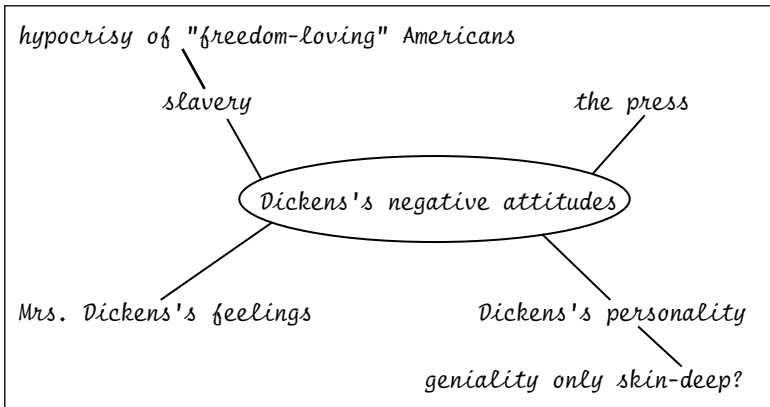 hypocrisy of "freedom-loving" Americans
slavery
the press
Dickens's negative attitudes
Mrs. Dickens's feelings
Dickens's personality
geniality only skin-deep?